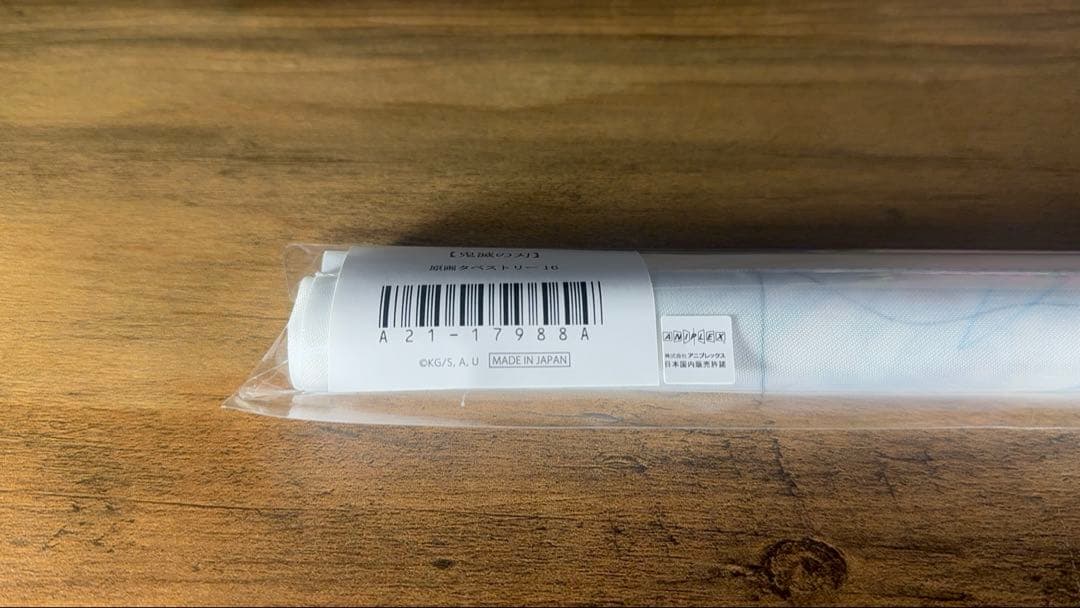 【鬼滅の刃】
原画タペストリー 16
A21-17988A
©KG/S, A, U MADE IN JAPAN
ANIPLEX
株式会社アニプレックス
日本国内販売許諾